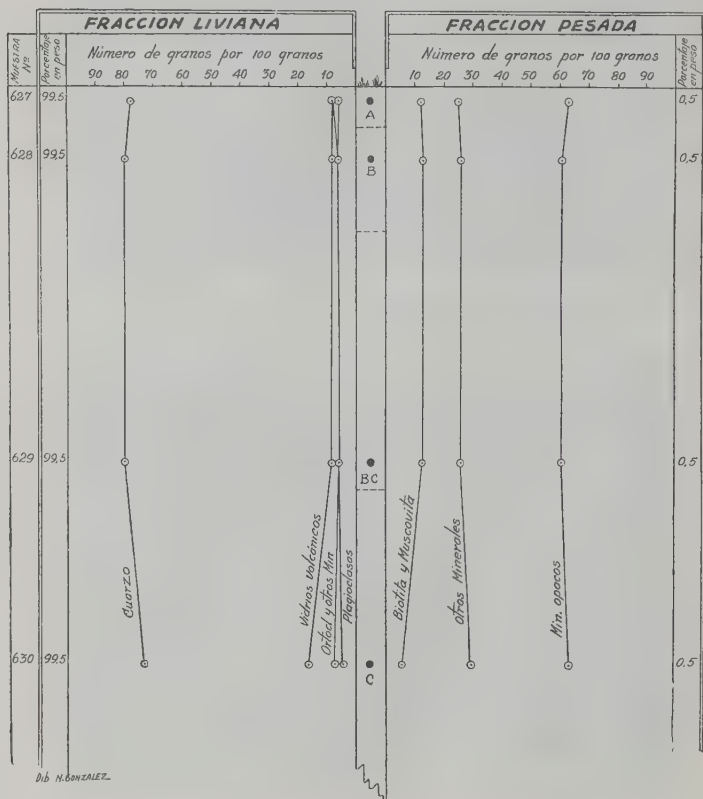 FRACCION LIVIANA
FRACCION PESADA
MUESTRA Nº
Porcentaje en peso
Número de granos por 100 granos
90 80 70 60 50 40 30 20 10
Número de granos por 100 granos
10 20 30 40 50 60 70 80 90
Porcentaje en peso
627 99.5 A 0,5
628 99,5 B 0,5
629 99,5 BC 0,5
Cuarzo
Vidrios volcánicos
Ortocl y otros Min
Plagioclasas
Biotita y Muscovita
Otros Minerales
Min. opacos
630 99.5 C 0.5
Dib N. GONZALEZ